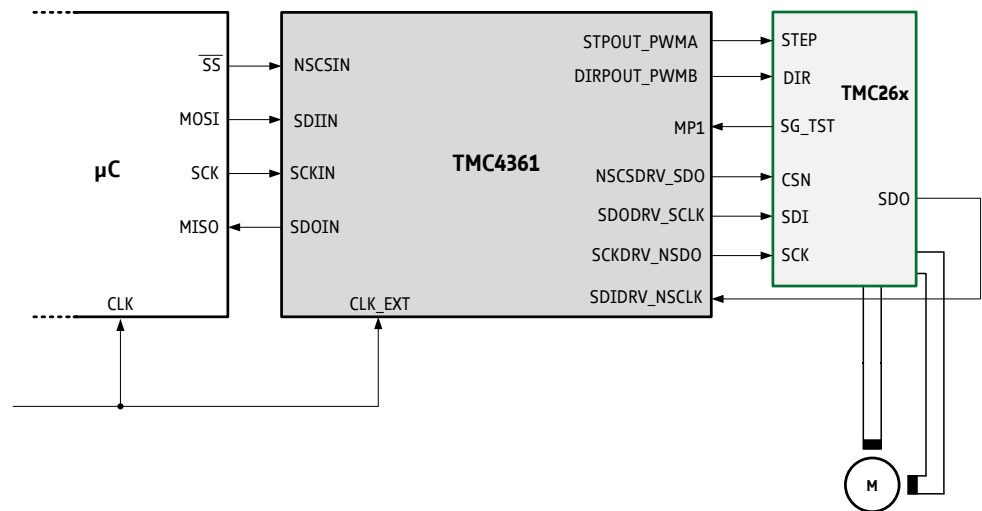 SS
MOSI
SCK
MISO
CLK
µC
NSCSIN
SDIIN
SCKIN
SDOIN
CLK_EXT
TMC4361
STPOUT_PWMA
DIRPOUT_PWMB
MP1
NSCSDRV_SDO
SDODRV_SCLK
SCKDRV_NSDO
SDIDRV_NSCLK
STEP
DIR
TMC26x
SG_TST
CSN
SDI
SCK
SDO
M